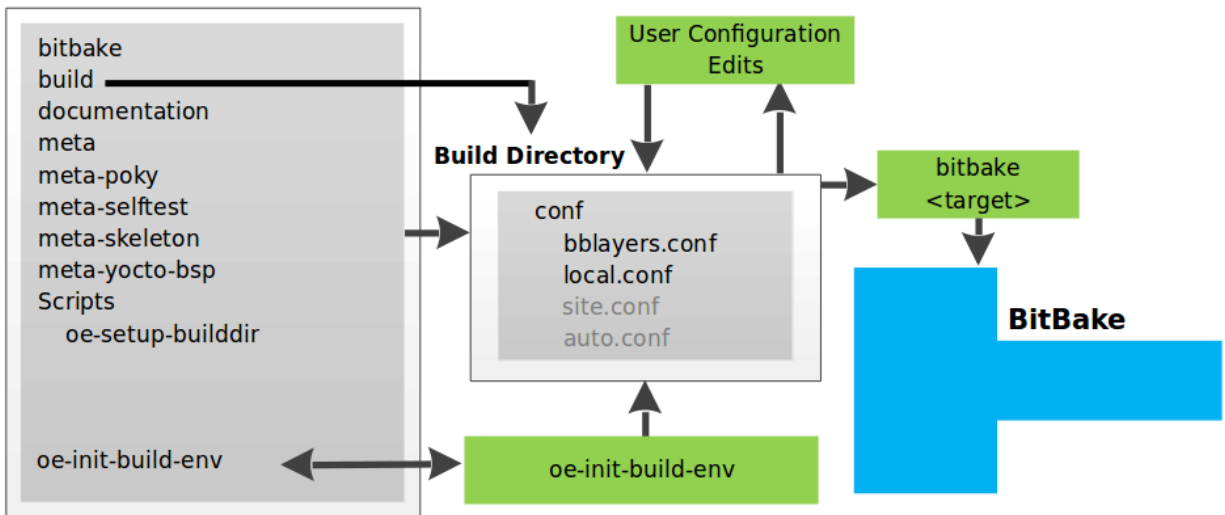 bitbake
build
documentation
meta
meta-poky
meta-selftest
meta-skeleton
meta-yocto-bsp
Scripts
oe-setup-builddir
oe-init-build-env
User Configuration
Edits
Build Directory
conf
bblayers.conf
local.conf
site.conf
auto.conf
oe-init-build-env
bitbake
<target>
BitBake